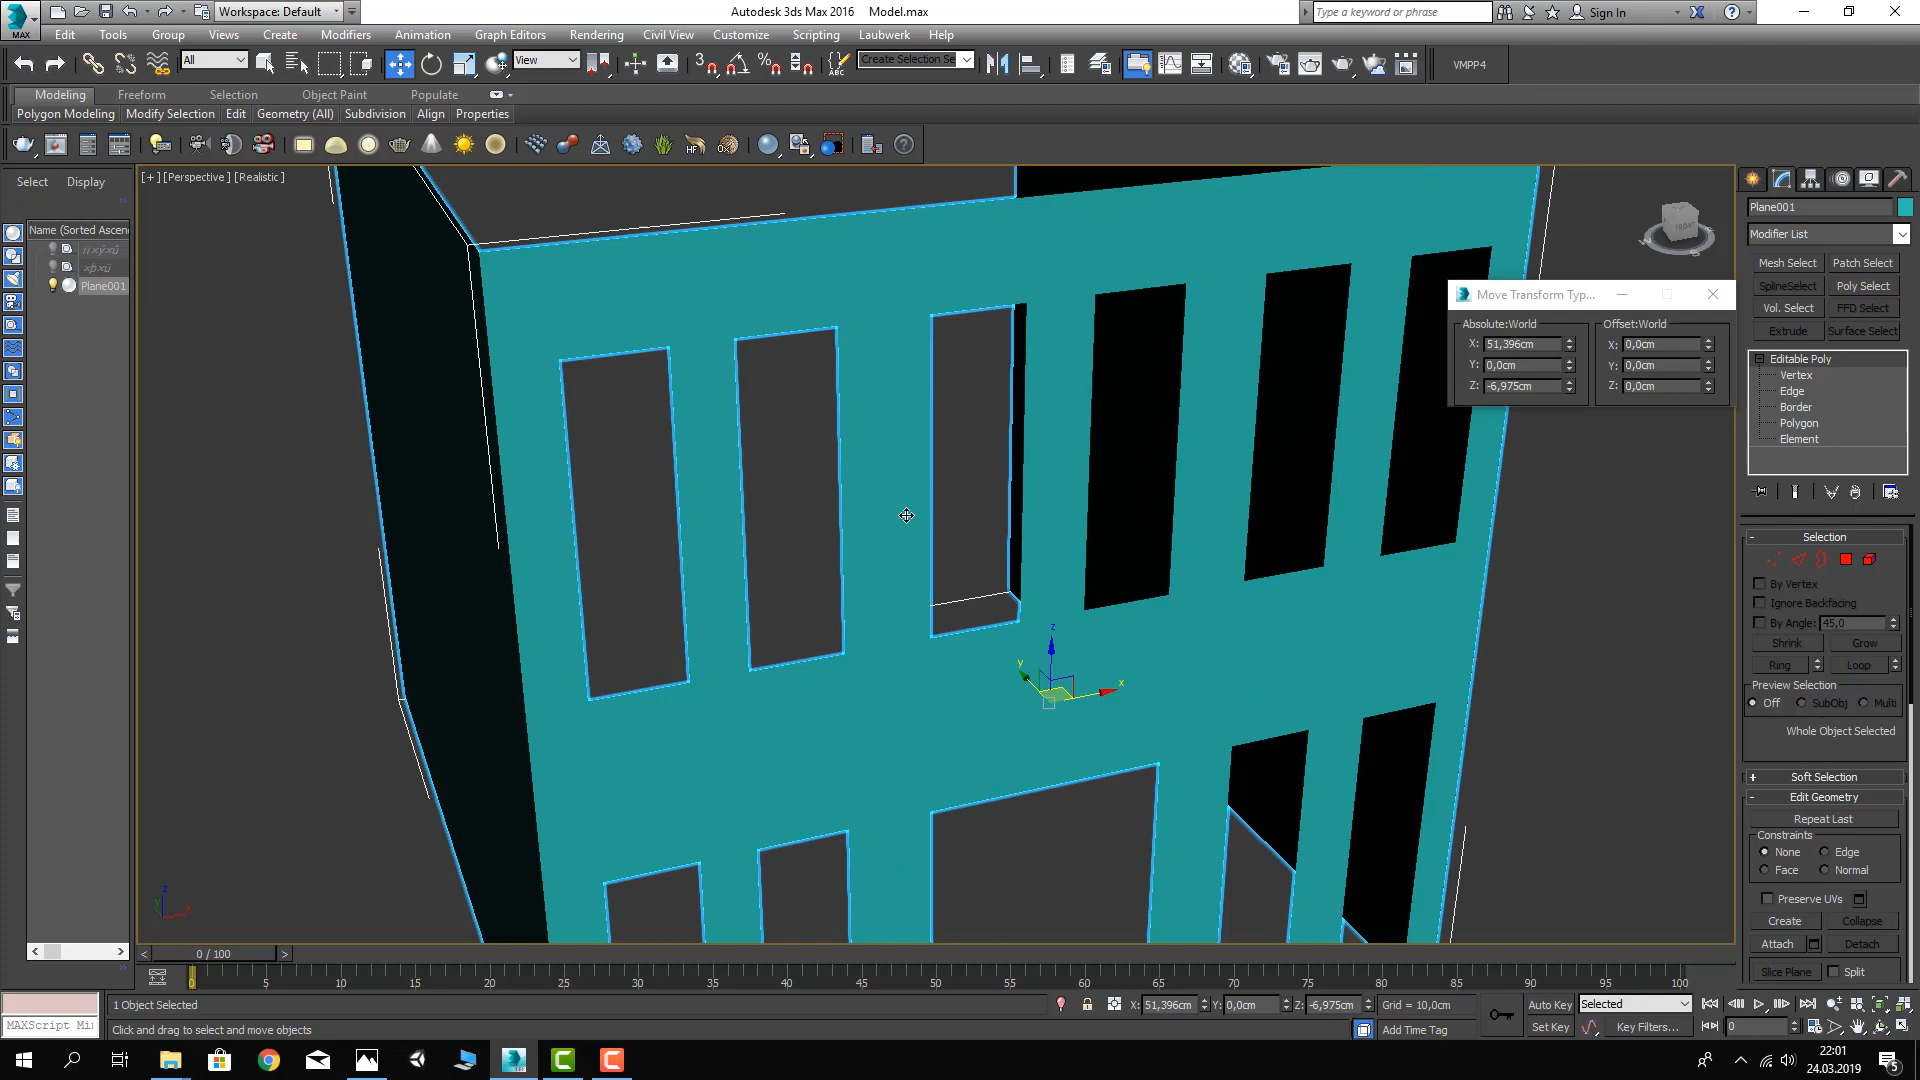 Workspace: Default
Autodesk 3ds Max 2016 Model.max
Type a keyword or phrase
Sign In
MAX
Edit Tools Group Views Create Modifiers Animation Graph Editors Rendering Civil View Customize Scripting Laubwerk Help
All
View
3
ABC
Create Selection Se
VMPP4
Modeling Freeform Selection Object Paint Populate
Polygon Modeling Modify Selection Edit Geometry (All) Subdivision Align Properties
HF
Select Display
[+] [Perspective] [Realistic]
Name (Sorted Ascen
Plane001
FRONT
Plane001
Modifier List
Mesh Select Patch Select
SplineSelect Poly Select
Vol. Select FFD Select
Extrude Surface Select
Move Transform Typ...
Absolute:World Offset:World
X: 51,396cm X: 0,0cm
Y: 0,0cm Y: 0,0cm
Z: -6,975cm Z: 0,0cm
Editable Poly
Vertex
Edge
Border
Polygon
Element
Selection
By Vertex
Ignore Backfacing
By Angle: 45,0
Shrink Grow
Ring Loop
Preview Selection
Off SubObj Multi
Whole Object Selected
Soft Selection
Edit Geometry
Repeat Last
Constraints
None Edge
Face Normal
Preserve UVs
Create Collapse
Attach Detach
Slice Plane Split
z
y
x
z
x
0 / 100
0 5 10 15 20 25 30 35 40 45 50 55 60 65 70 75 80 85 90 95 100
1 Object Selected
X: 51,396cm Y: 0,0cm Z: -6,975cm Grid = 10,0cm
Auto Key Selected
MAXScript Mi
Click and drag to select and move objects
Add Time Tag
Set Key Key Filters... 0
22:01
24.03.2019
5